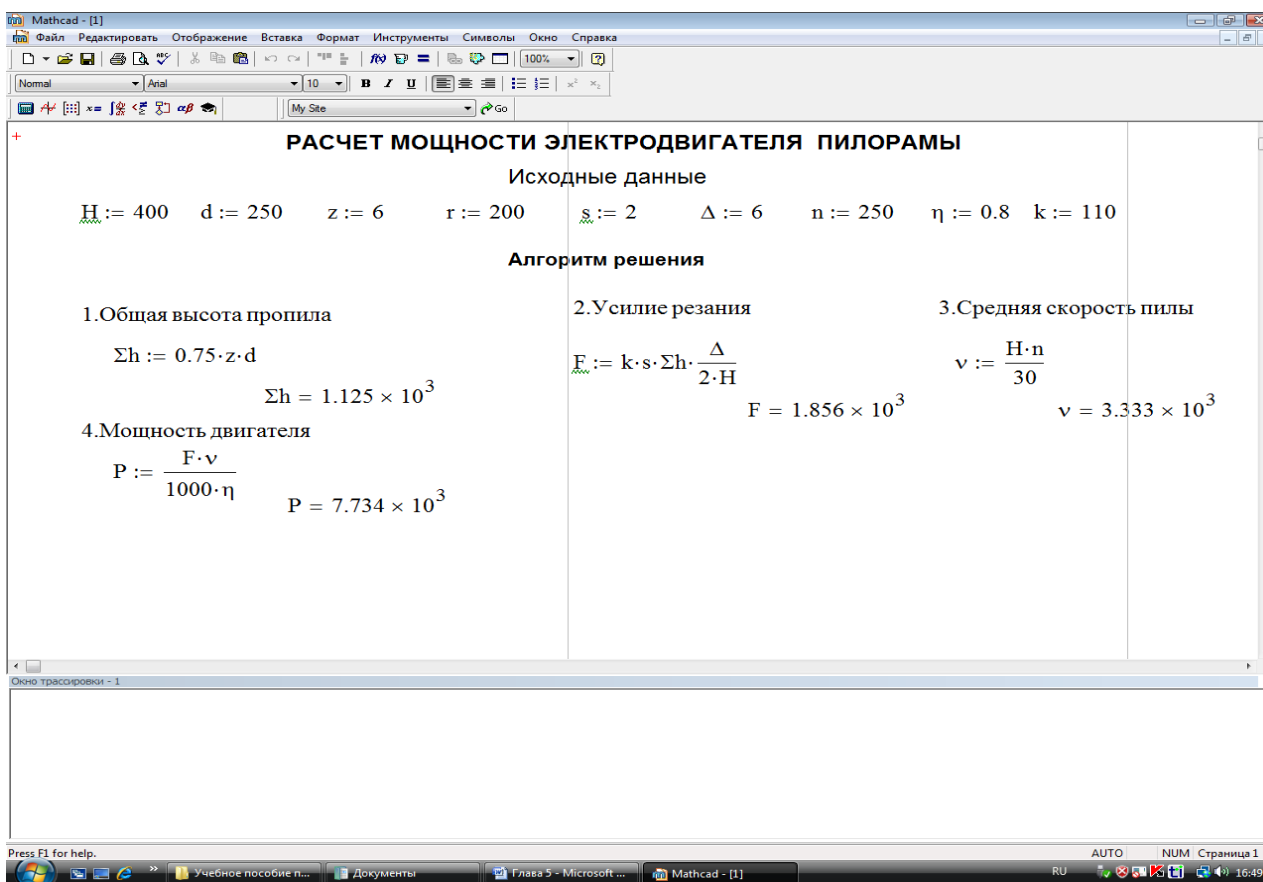 Mathcad - [1]
Файл Редактировать Отображение Вставка Формат Инструменты Символы Окно Справка
100%
Normal Arial 10 B I U
My Site Go
РАСЧЕТ МОЩНОСТИ ЭЛЕКТРОДВИГАТЕЛЯ ПИЛОРАМЫ
Исходные данные
H := 400 d := 250 z := 6 r := 200 s := 2 Δ := 6 n := 250 η := 0.8 k := 110
Алгоритм решения
1.Общая высота пропила
Σh := 0.75·z·d
Σh = 1.125 × 10^3
2.Усилие резания
F := k·s·Σh·Δ/(2·H)
F = 1.856 × 10^3
3.Средняя скорость пилы
ν := H·n/30
ν = 3.333 × 10^3
4.Мощность двигателя
P := F·ν/(1000·η)
P = 7.734 × 10^3
Окно трассировки - 1
Press F1 for help.
AUTO NUM Страница 1
Учебное пособие п... Документы Глава 5 - Microsoft ... Mathcad - [1] RU 16:49